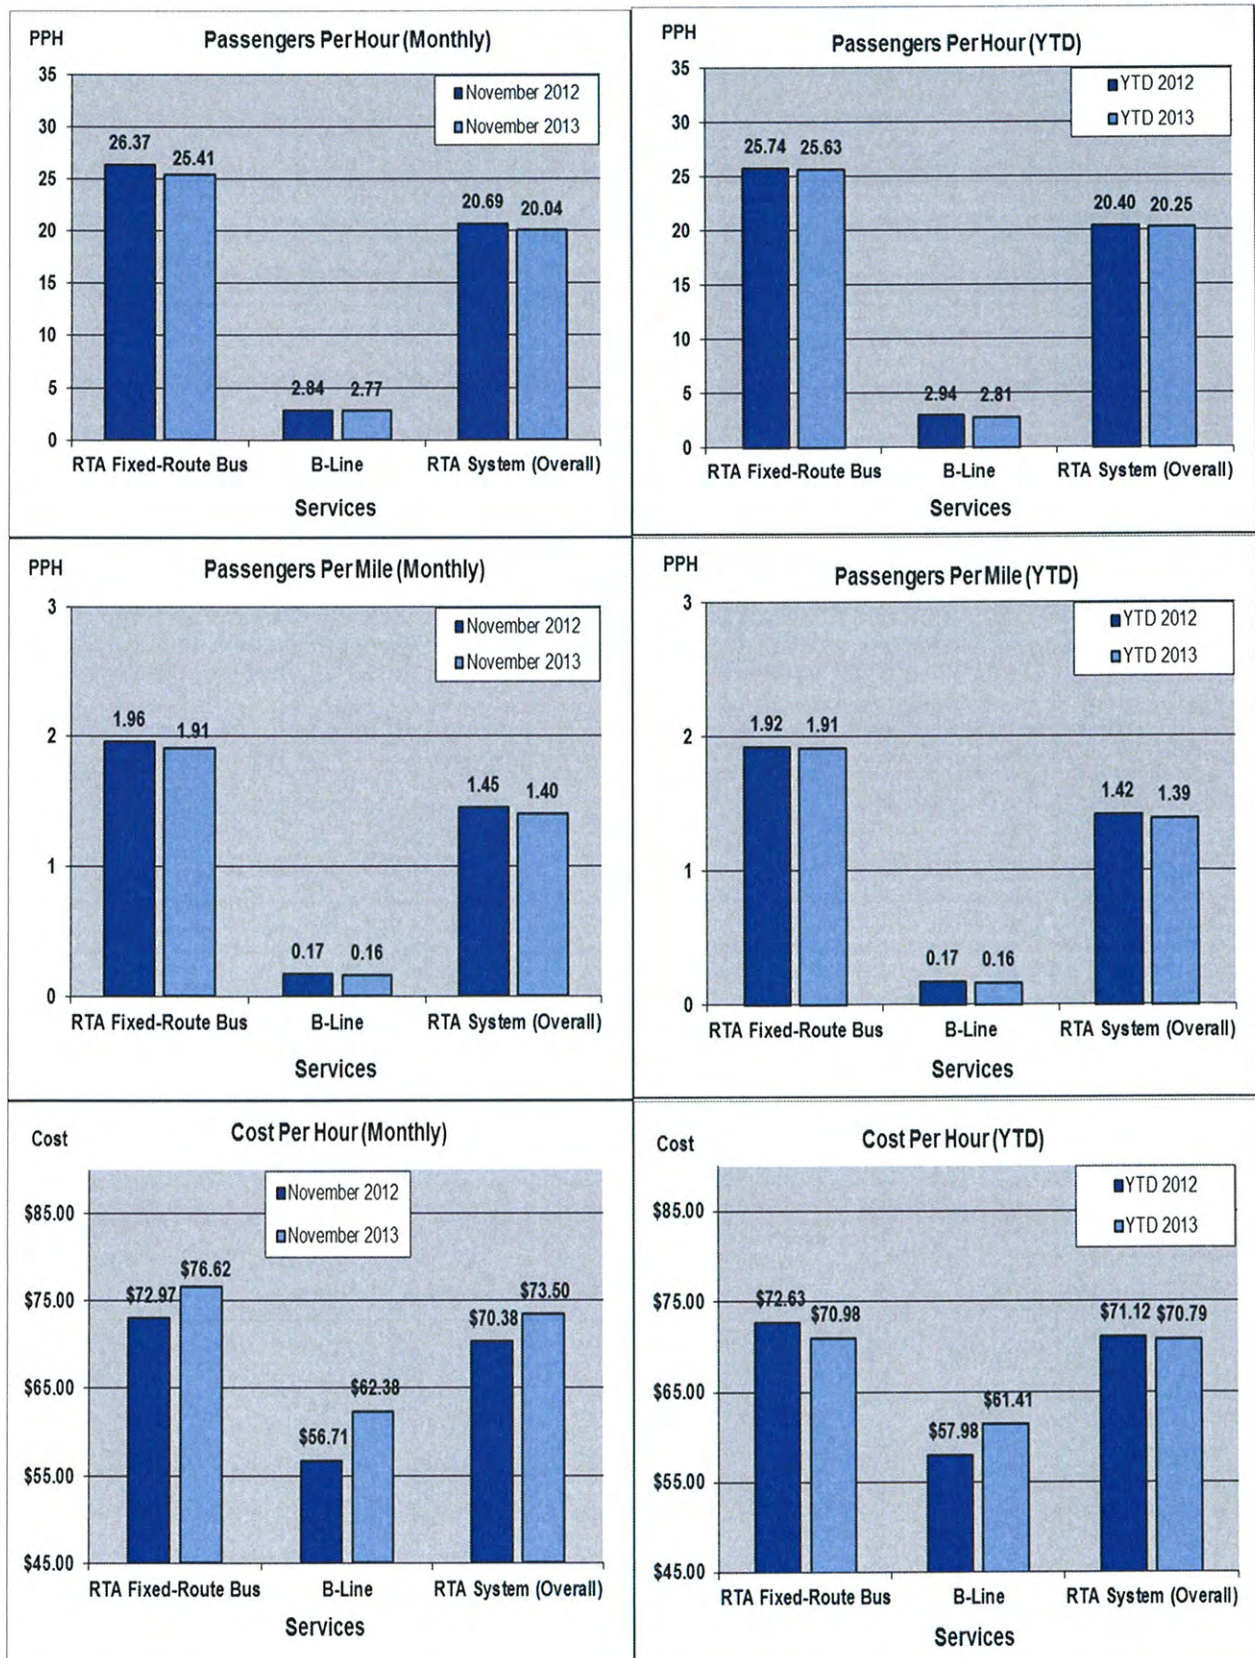 PPH
Passengers Per Hour (Monthly)
35
30
25
20
15
10
5
0
November 2012
November 2013
26.37
25.41
2.84
2.77
20.69
20.04
RTA Fixed-Route Bus
B-Line
RTA System (Overall)
Services
PPH
Passengers Per Hour (YTD)
35
30
25
20
15
10
5
0
YTD 2012
YTD 2013
25.74
25.63
2.94
2.81
20.40
20.25
RTA Fixed-Route Bus
B-Line
RTA System (Overall)
Services
PPH
Passengers Per Mile (Monthly)
3
2
1
0
November 2012
November 2013
1.96
1.91
0.17
0.16
1.45
1.40
RTA Fixed-Route Bus
B-Line
RTA System (Overall)
Services
PPH
Passengers Per Mile (YTD)
3
2
1
0
YTD 2012
YTD 2013
1.92
1.91
0.17
0.16
1.42
1.39
RTA Fixed-Route Bus
B-Line
RTA System (Overall)
Services
Cost
Cost Per Hour (Monthly)
$85.00
$75.00
$65.00
$55.00
$45.00
November 2012
November 2013
$72.97
$76.62
$56.71
$62.38
$70.38
$73.50
RTA Fixed-Route Bus
B-Line
RTA System (Overall)
Services
Cost
Cost Per Hour (YTD)
$85.00
$75.00
$65.00
$55.00
$45.00
YTD 2012
YTD 2013
$72.63
$70.98
$57.98
$61.41
$71.12
$70.79
RTA Fixed-Route Bus
B-Line
RTA System (Overall)
Services